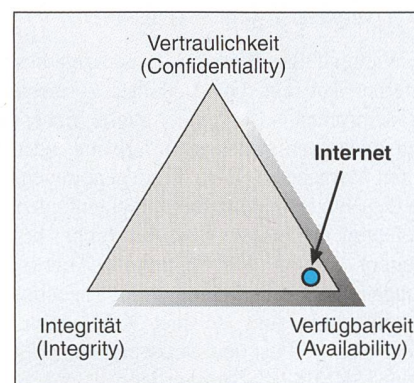 Vertraulichkeit
(Confidentiality)
Internet
Integrität
(Integrity)
Verfügbarkeit
(Availability)